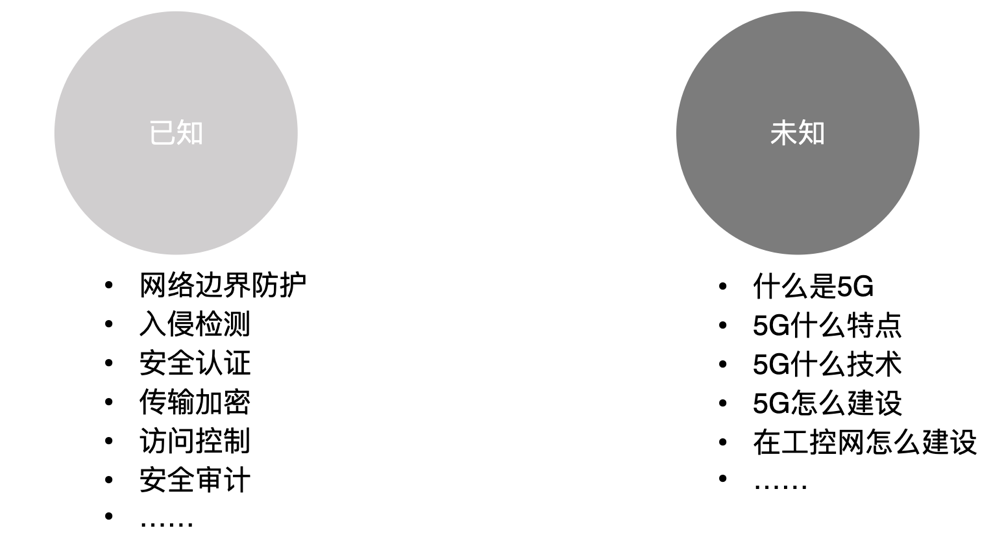 已知
• 网络边界防护
• 入侵检测
• 安全认证
• 传输加密
• 访问控制
• 安全审计
• ……
未知
• 什么是5G
• 5G什么特点
• 5G什么技术
• 5G怎么建设
• 在工控网怎么建设
• ……